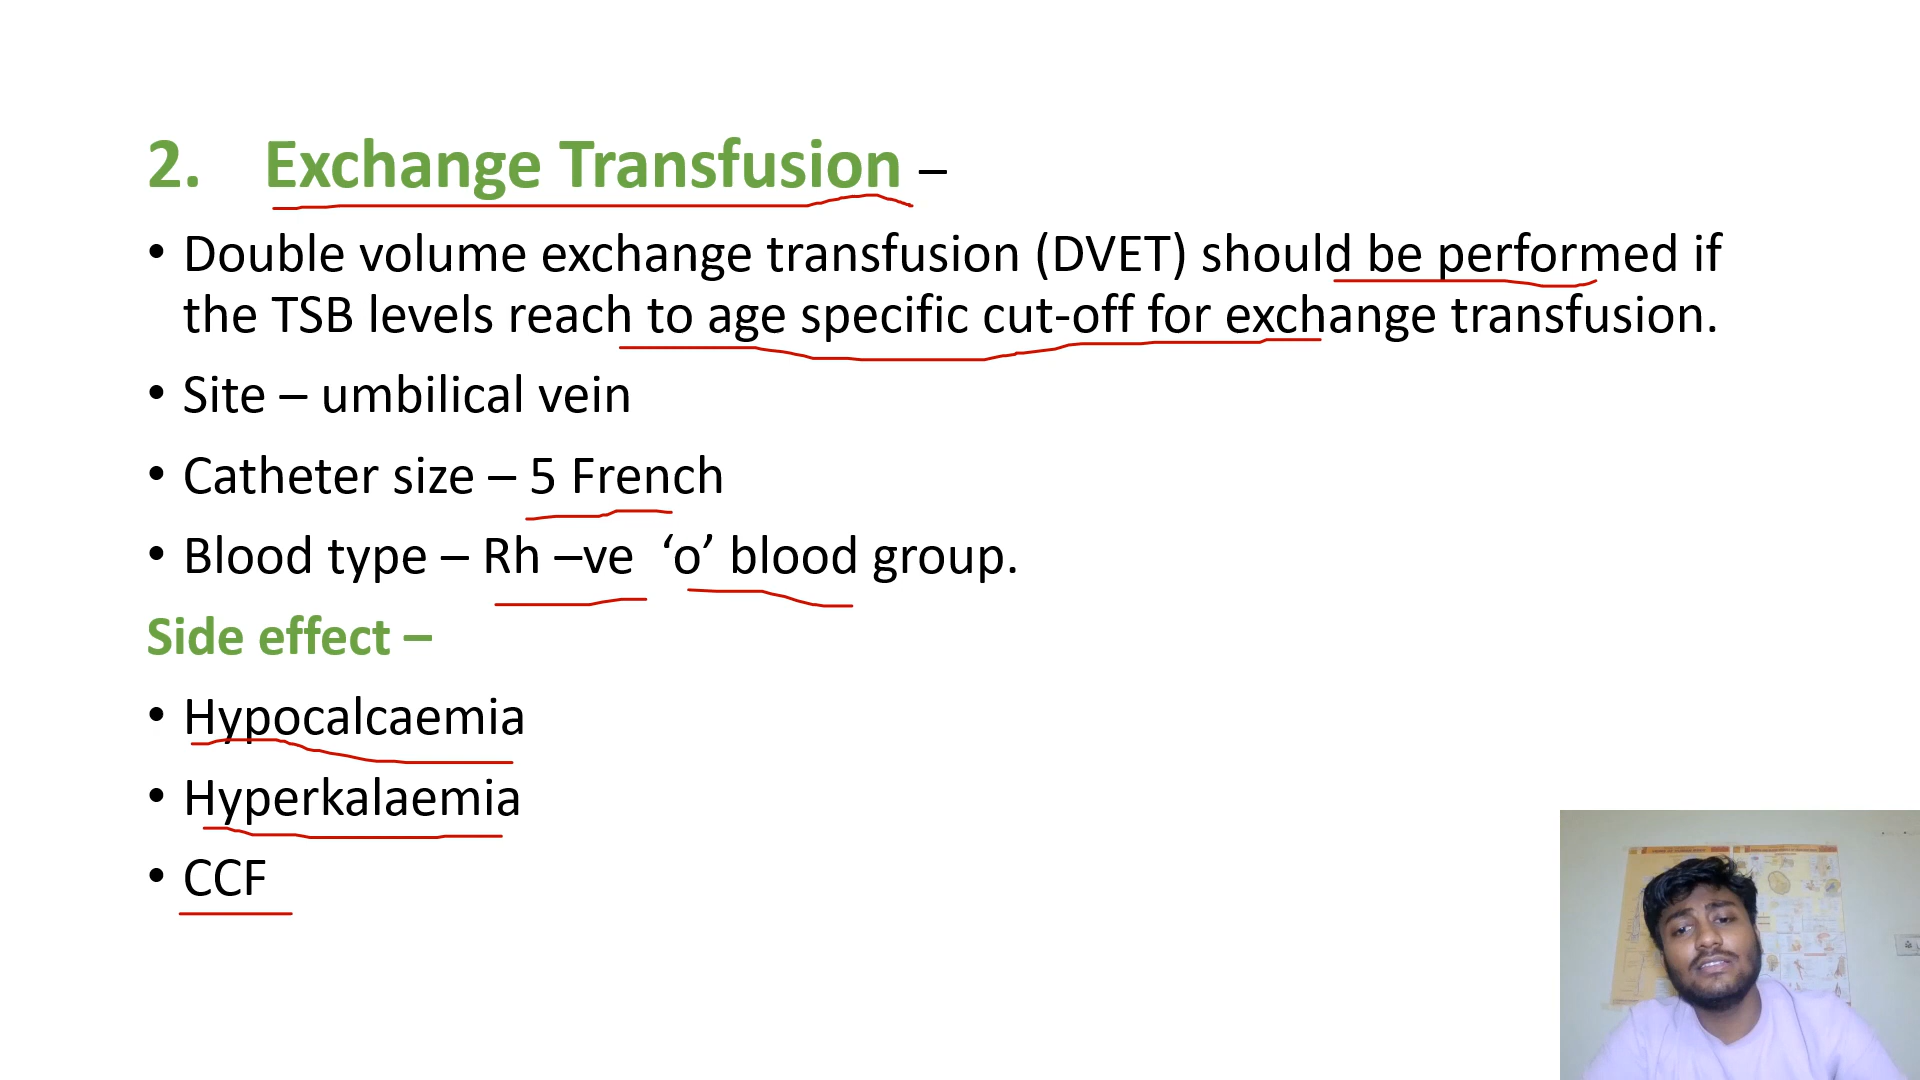 2. Exchange Transfusion –
• Double volume exchange transfusion (DVET) should be performed if
the TSB levels reach to age specific cut-off for exchange transfusion.
• Site – umbilical vein
• Catheter size – 5 French
• Blood type – Rh –ve ‘o’ blood group.
Side effect –
• Hypocalcaemia
• Hyperkalaemia
• CCF